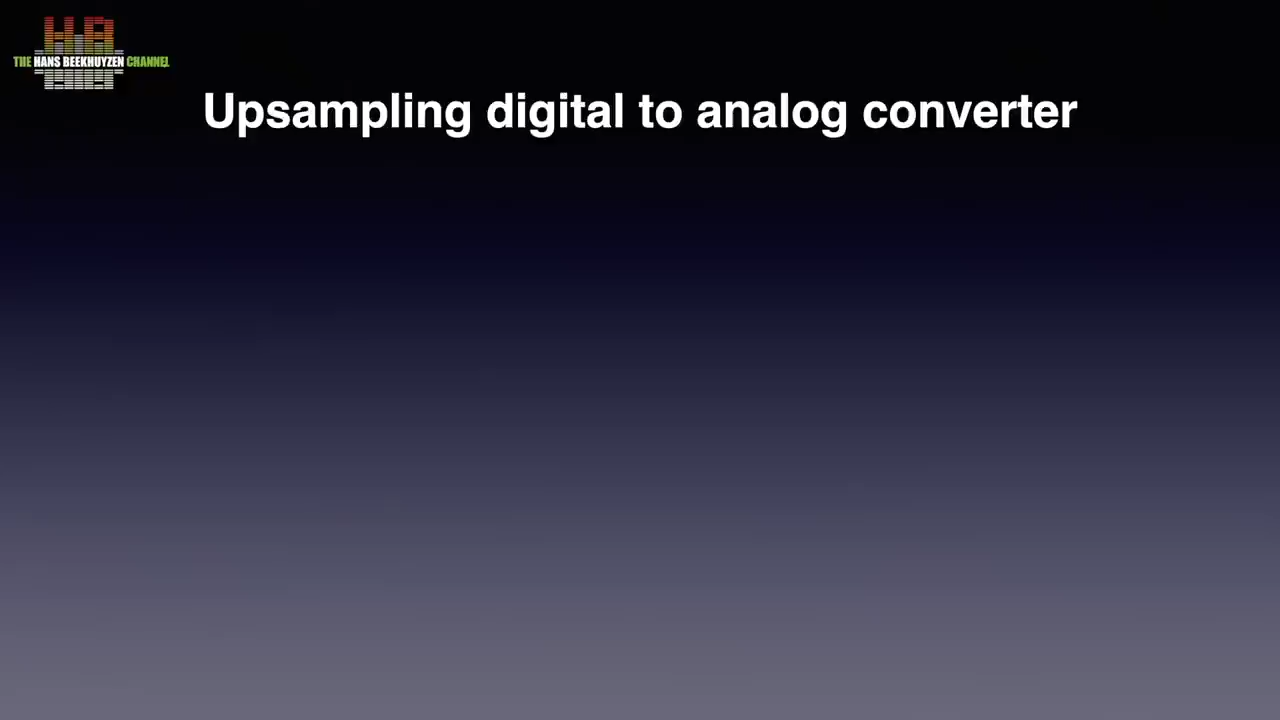 THE HANS BEEKHUYZEN CHANNEL
Upsampling digital to analog converter